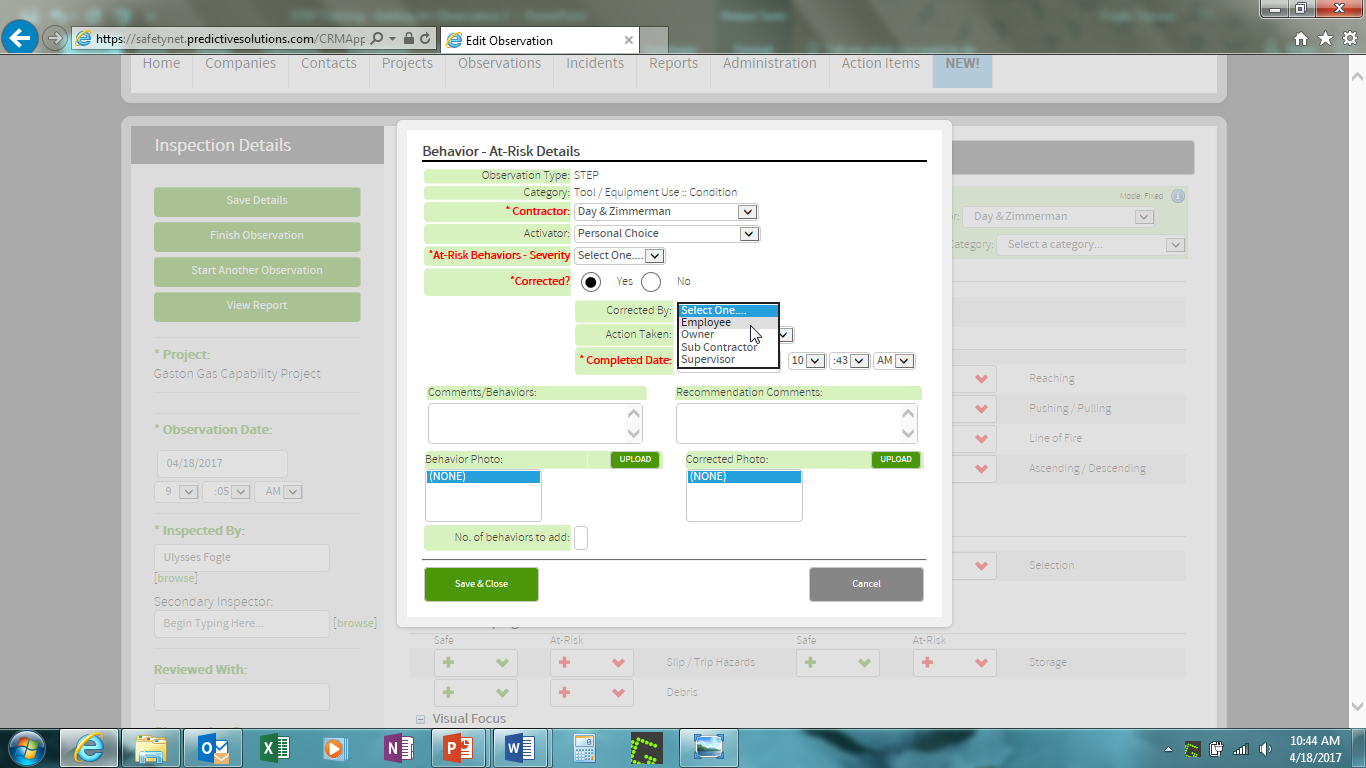 https://safetynet.predictivesolutions.com/CRMApp
Edit Observation
Home Companies Contacts Projects Observations Incidents Reports Administration Action Items NEW!
Inspection Details
Save Details
Finish Observation
Start Another Observation
View Report
* Project:
Gaston Gas Capability Project
* Observation Date:
04/18/2017
9 :05 AM
* Inspected By:
Ulysses Fogle
[browse]
Secondary Inspector:
Begin Typing Here... [browse]
Reviewed With:
Behavior - At-Risk Details
Observation Type: STEP
Category: Tool / Equipment Use :: Condition
* Contractor: Day & Zimmerman
Activator: Personal Choice
*At-Risk Behaviors - Severity Select One....
*Corrected? Yes No
Corrected By: Select One....
Employee
Owner
Sub Contractor
Supervisor
Action Taken:
* Completed Date: 10 :43 AM
Comments/Behaviors: Recommendation Comments:
Behavior Photo: UPLOAD Corrected Photo: UPLOAD
(NONE) (NONE)
No. of behaviors to add:
Save & Close Cancel
Mode: Fixed
Day & Zimmerman
Select a category...
Reaching
Pushing / Pulling
Line of Fire
Ascending / Descending
Selection
Safe At-Risk Safe At-Risk
Slip / Trip Hazards Storage
Debris
Visual Focus
10:44 AM
4/18/2017